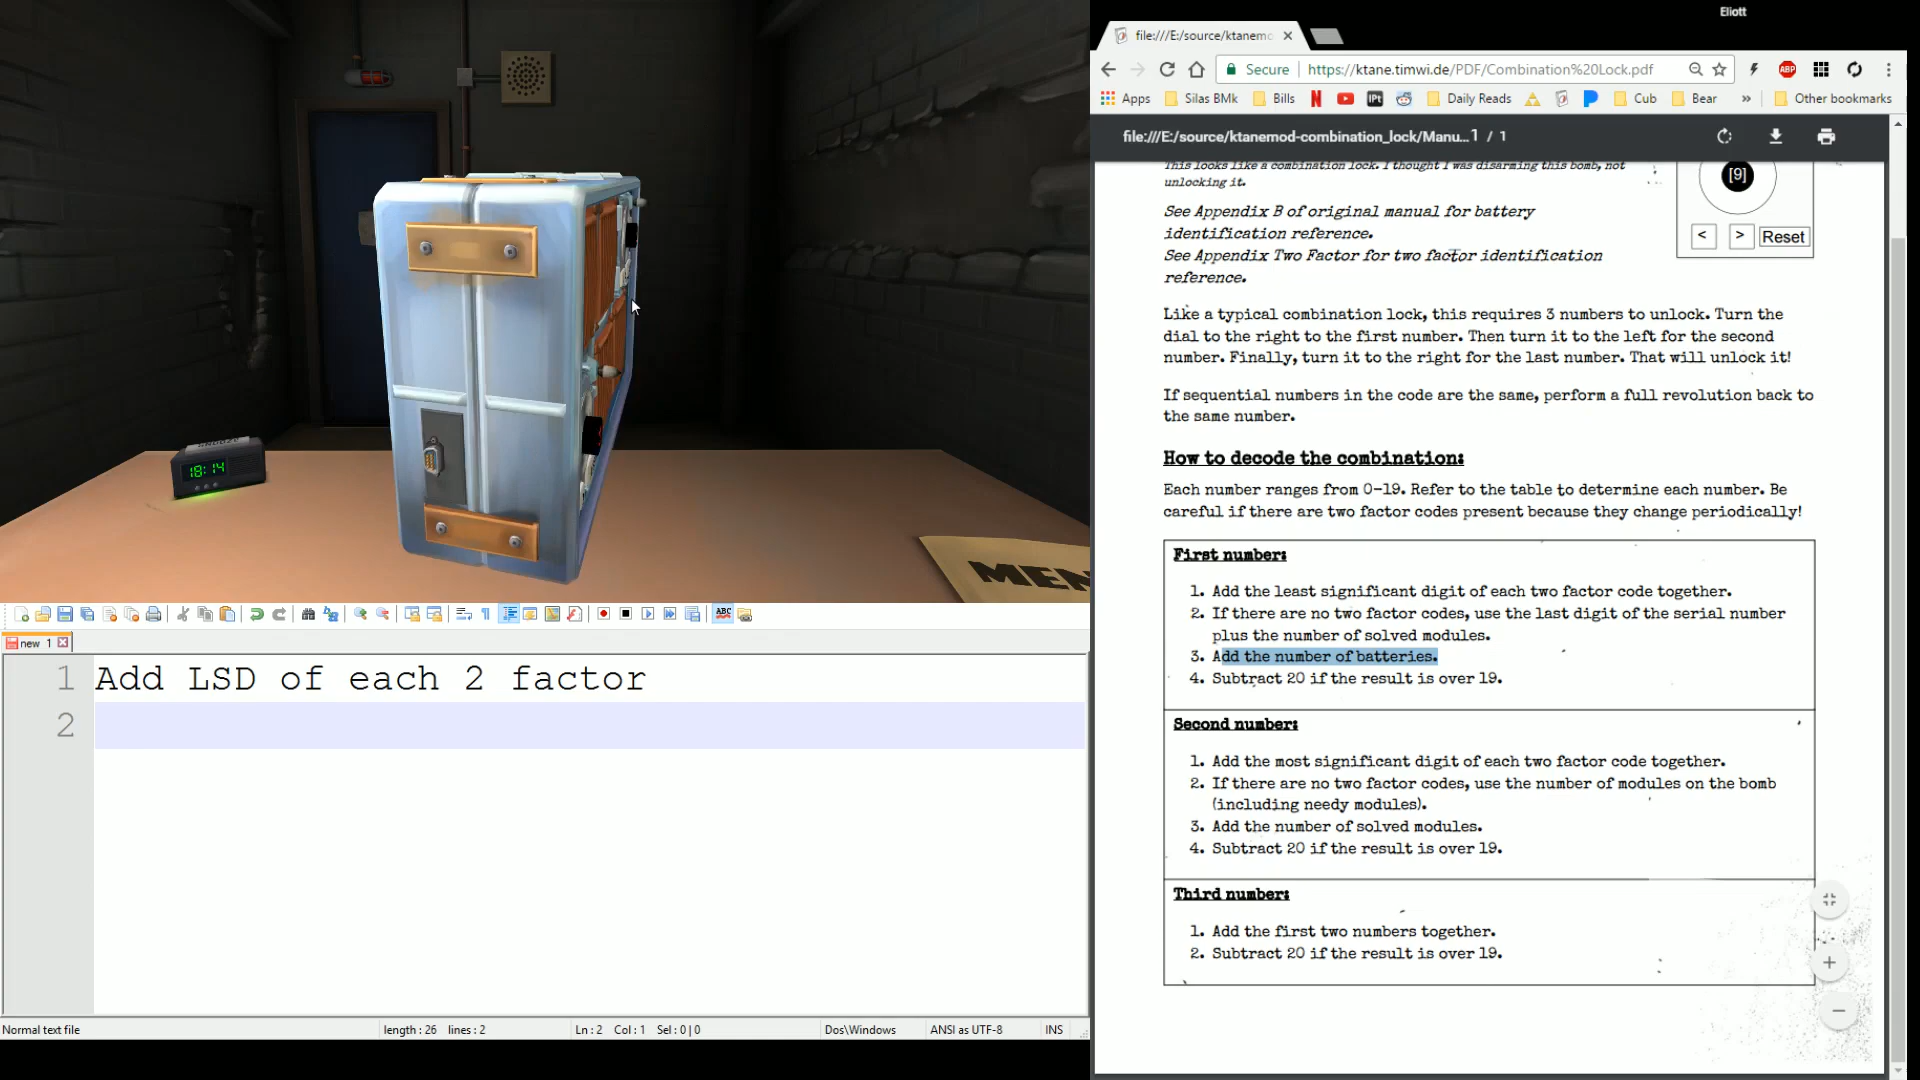 Eliott
file:///E:/source/ktanemo
Secure
https://ktane.timwi.de/PDF/Combination%20Lock.pdf
ABP
Apps
Silas BMk
Bills
Daily Reads
Cub
Bear
»
Other bookmarks
file:///E:/source/ktanemod-combination_lock/Manu... 1 / 1
This looks like a combination lock. I thought I was disarming this bomb, not
unlocking it.
[9]
< > Reset
See Appendix B of original manual for battery
identification reference.
See Appendix Two Factor for two factor identification
reference.
Like a typical combination lock, this requires 3 numbers to unlock. Turn the
dial to the right to the first number. Then turn it to the left for the second
number. Finally, turn it to the right for the last number. That will unlock it!
If sequential numbers in the code are the same, perform a full revolution back to
the same number.
How to decode the combination:
Each number ranges from 0-19. Refer to the table to determine each number. Be
careful if there are two factor codes present because they change periodically!
First number:
1. Add the least significant digit of each two factor code together.
2. If there are no two factor codes, use the last digit of the serial number
plus the number of solved modules.
3. Add the number of batteries.
4. Subtract 20 if the result is over 19.
Second number:
1. Add the most significant digit of each two factor code together.
2. If there are no two factor codes, use the number of modules on the bomb
(including needy modules).
3. Add the number of solved modules.
4. Subtract 20 if the result is over 19.
Third number:
1. Add the first two numbers together.
2. Subtract 20 if the result is over 19.
18:14
MEN
ABC
new 1
1 Add LSD of each 2 factor
2
Normal text file
length : 26 lines : 2
Ln : 2 Col : 1 Sel : 0 | 0
Dos\Windows
ANSI as UTF-8
INS